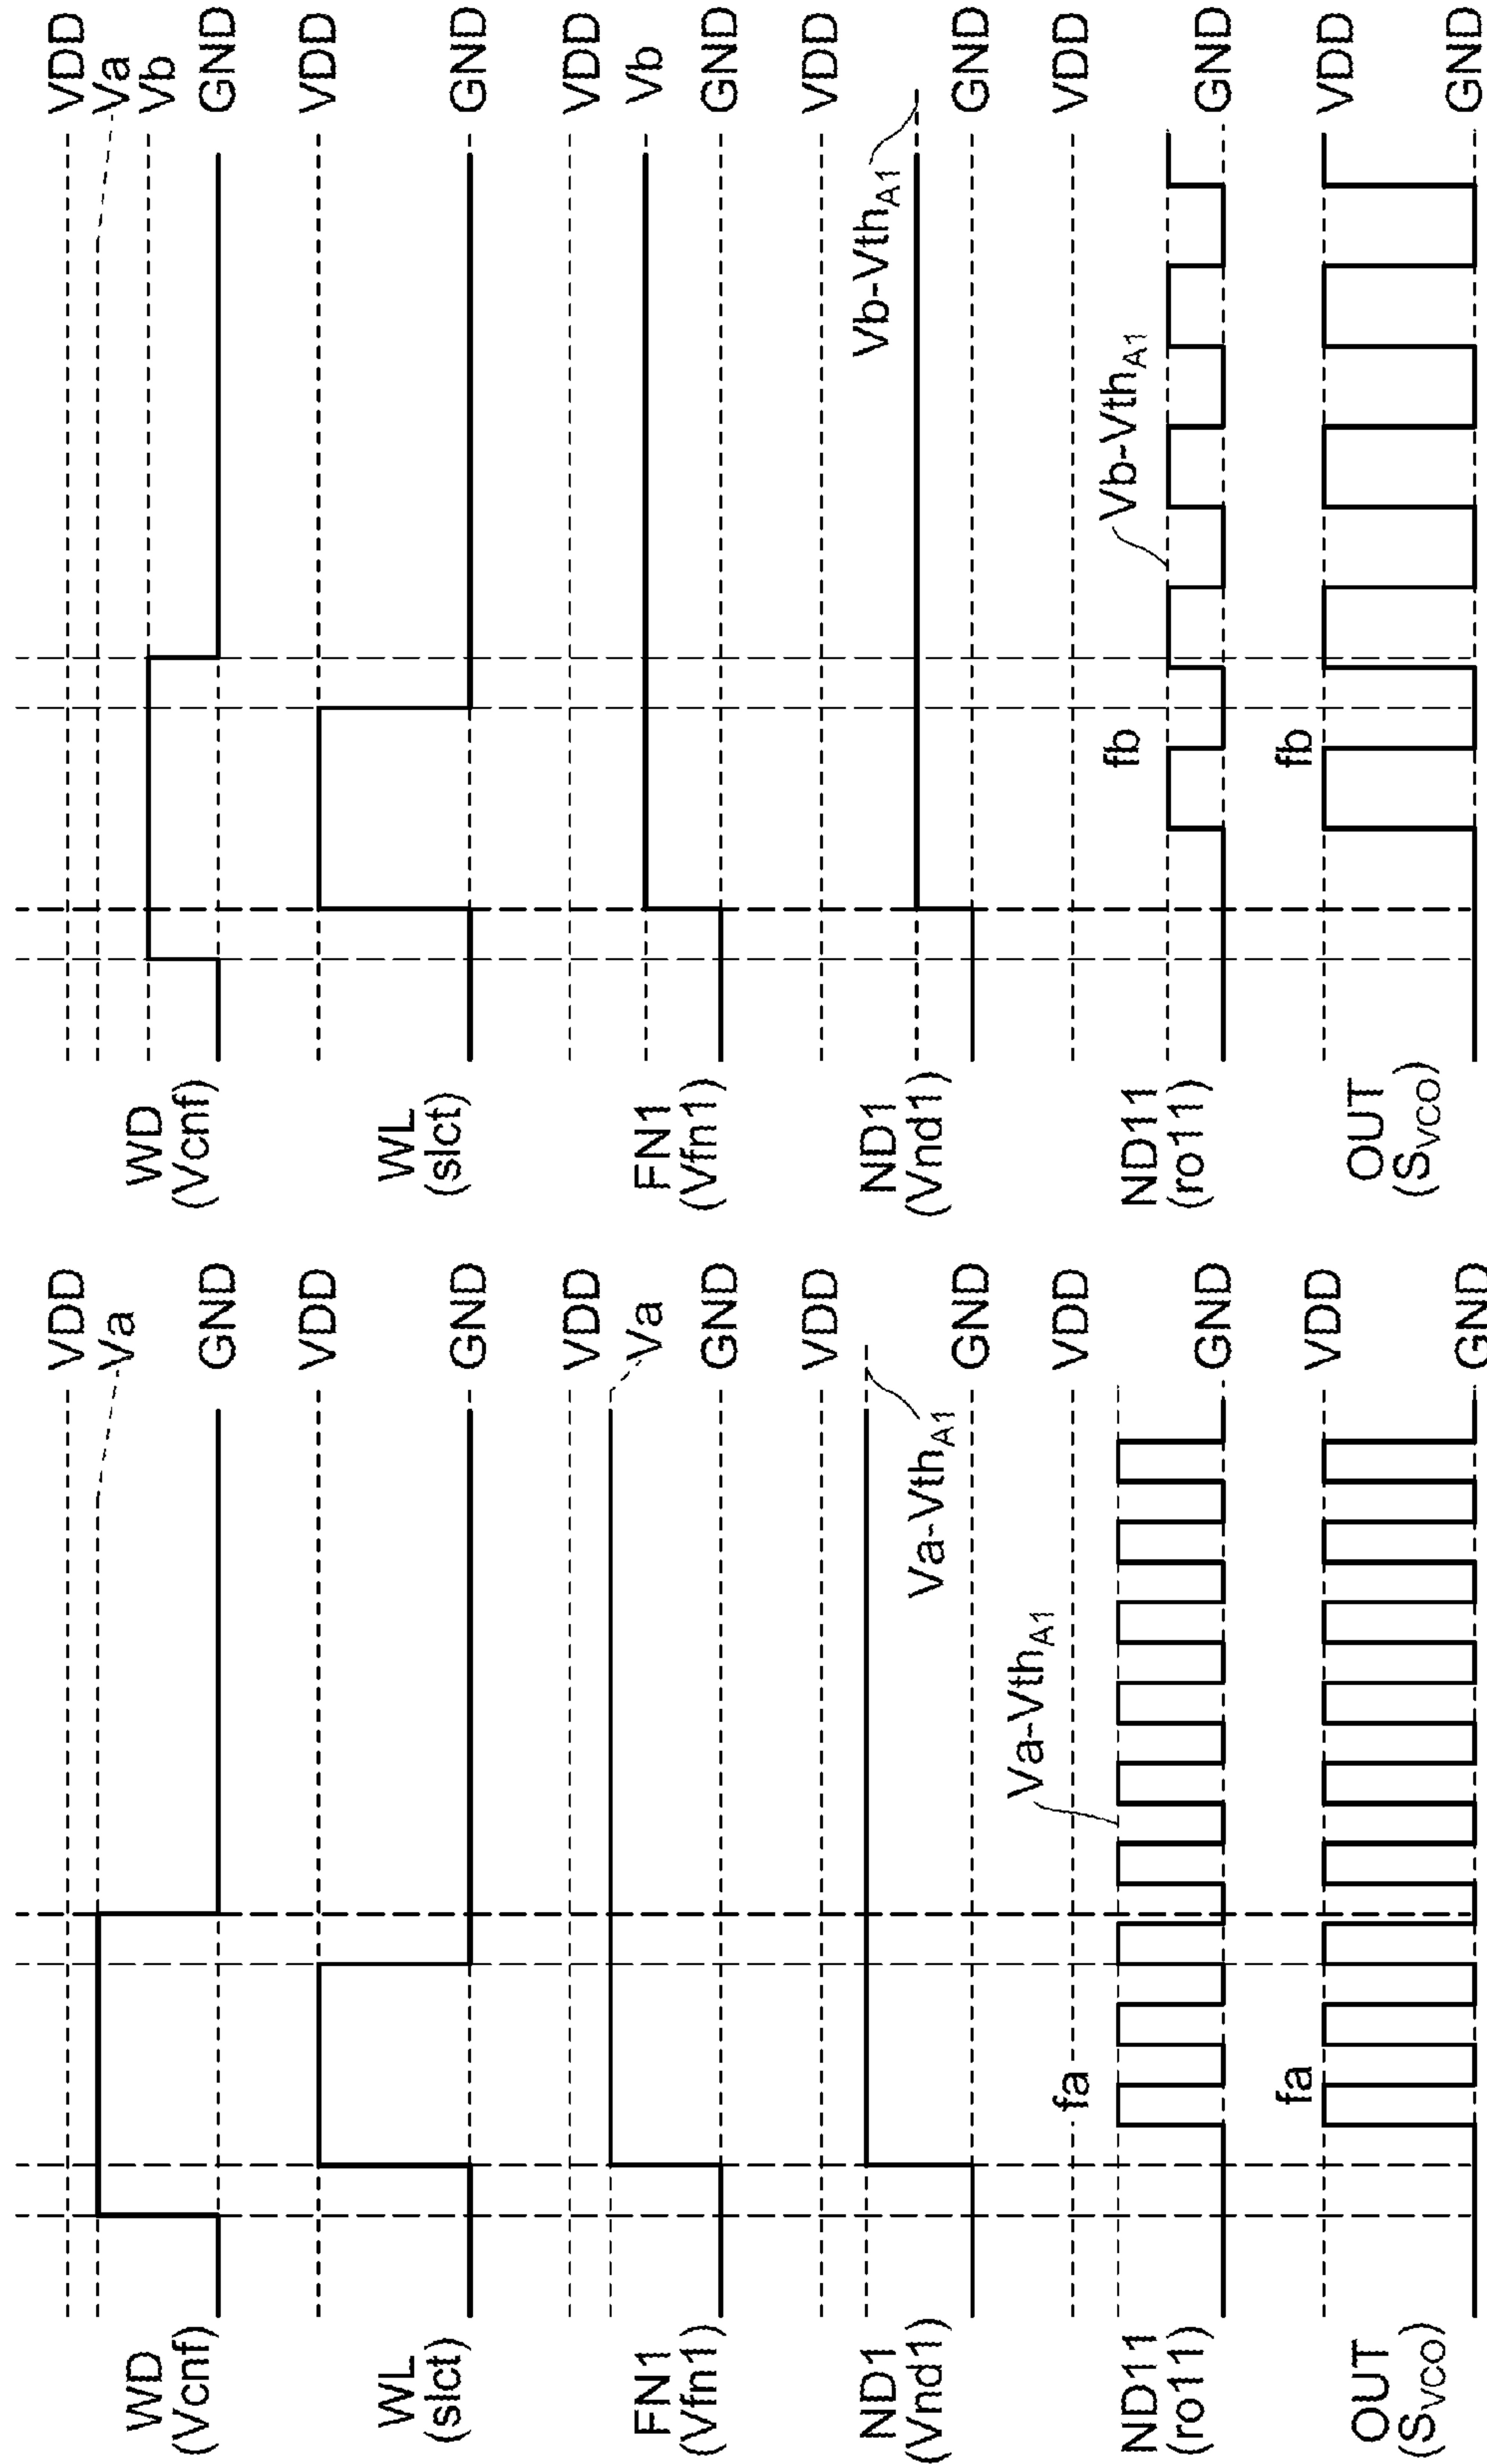 WD
(Vcnf)
VDD
Va
GND
WL
(slct)
VDD
GND
FN1
(Vfn1)
VDD
Va
GND
ND1
(Vnd1)
VDD
Va-VthA1
GND
ND11
(ro11)
fa
Va-VthA1
VDD
GND
OUT
(SVCO)
fa
VDD
GND
WD
(Vcnf)
VDD
Va
Vb
GND
WL
(slct)
VDD
GND
FN1
(Vfn1)
VDD
Vb
GND
ND1
(Vnd1)
VDD
Vb-VthA1
GND
ND11
(ro11)
fb
Vb-VthA1
VDD
GND
OUT
(SVCO)
fb
VDD
GND